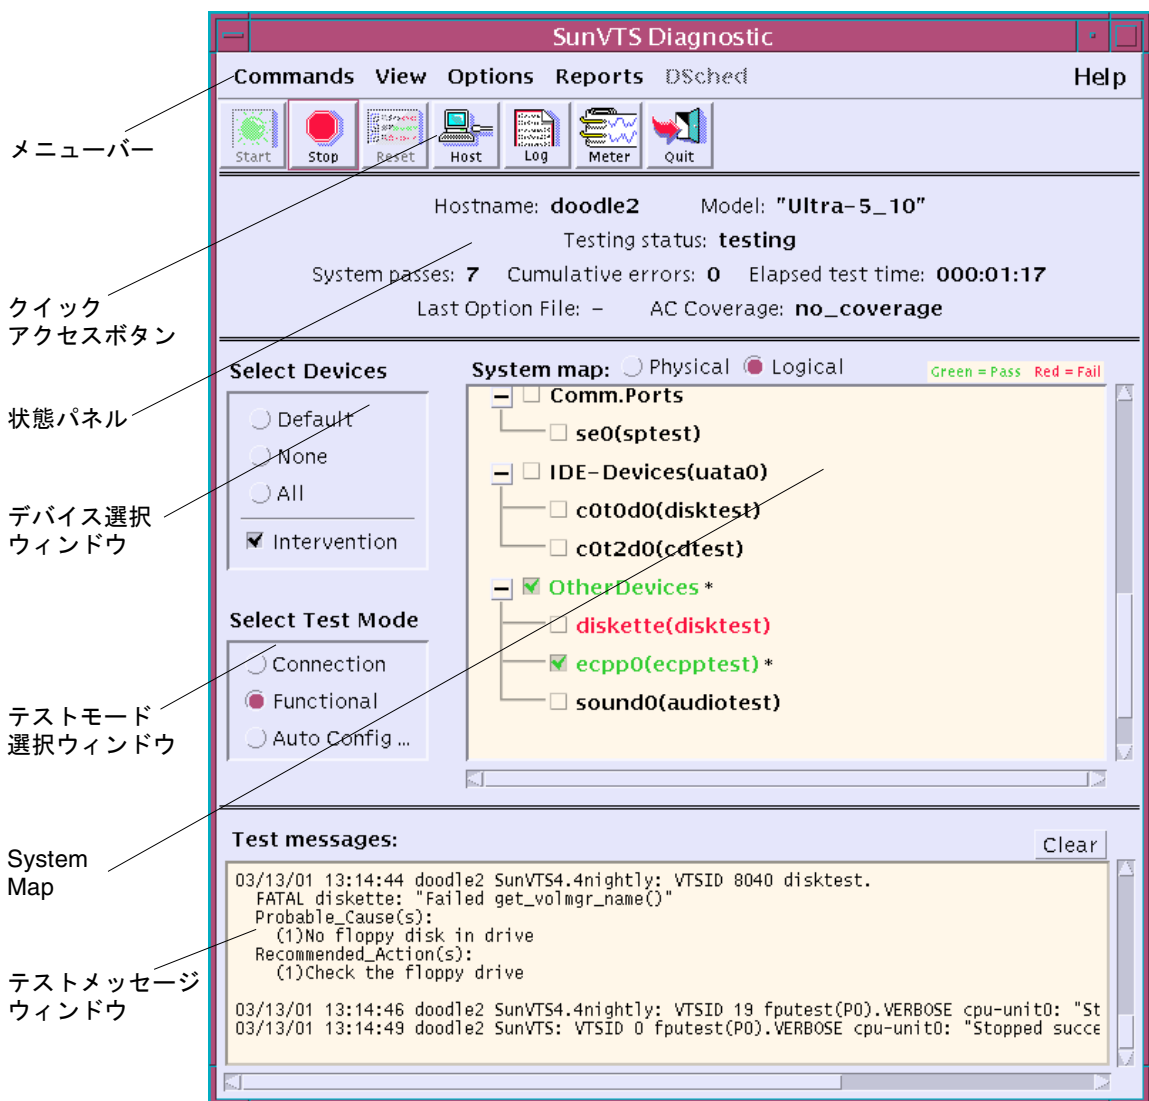 SunVTS Diagnostic
Commands View Options Reports DSched Help
Start Stop Reset Host Log Meter Quit
メニューバー
Hostname: doodle2 Model: "Ultra-5_10"
Testing status: testing
System passes: 7 Cumulative errors: 0 Elapsed test time: 000:01:17
Last Option File: - AC Coverage: no_coverage
クイック
アクセスボタン
状態パネル
デバイス選択
ウィンドウ
テストモード
選択ウィンドウ
System
Map
テストメッセージ
ウィンドウ
Select Devices
Default
None
All
Intervention
Select Test Mode
Connection
Functional
Auto Config ...
System map: Physical Logical
Green = Pass Red = Fail
Comm.Ports
se0(sptest)
IDE-Devices(uata0)
c0t0d0(disktest)
c0t2d0(cdtest)
OtherDevices *
diskette(disktest)
ecpp0(ecpptest) *
sound0(audiotest)
Test messages:
Clear
03/13/01 13:14:44 doodle2 SunVTS4.4nightly: VTSID 8040 disktest.
FATAL diskette: "Failed get_volmgr_name()"
Probable_Cause(s):
(1)No floppy disk in drive
Recommended_Action(s):
(1)Check the floppy drive
03/13/01 13:14:46 doodle2 SunVTS4.4nightly: VTSID 19 fputest(P0).VERBOSE cpu-unit0: "St
03/13/01 13:14:49 doodle2 SunVTS: VTSID 0 fputest(P0).VERBOSE cpu-unit0: "Stopped succe